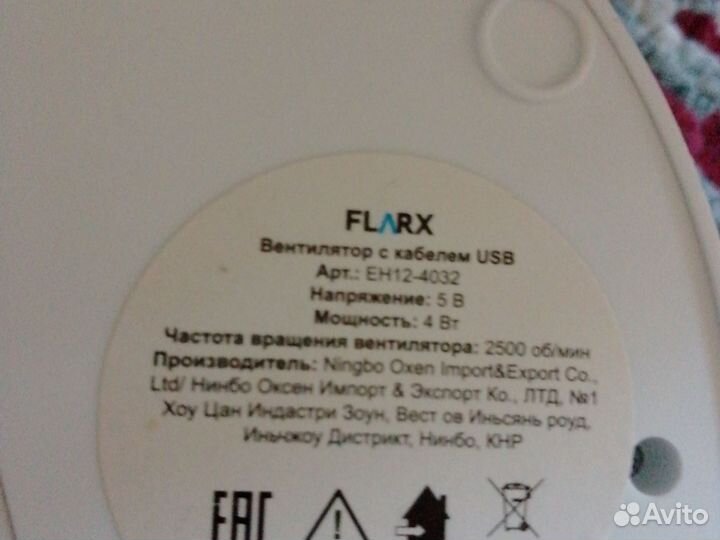 FLARX
Вентилятор с кабелем USB
Арт.: EH12-4032
Напряжение: 5 В
Мощность: 4 Вт
Частота вращения вентилятора: 2500 об/мин
Производитель: Ningbo Oxen Import&Export Co.,
Ltd/ Нинбо Оксен Импорт & Экспорт Ко., ЛТД, №1
Хоу Цан Индастри Зоун, Вест ов Иньсянь роуд,
Иньчжоу Дистрикт, Нинбо, КНР
EAC
Avito